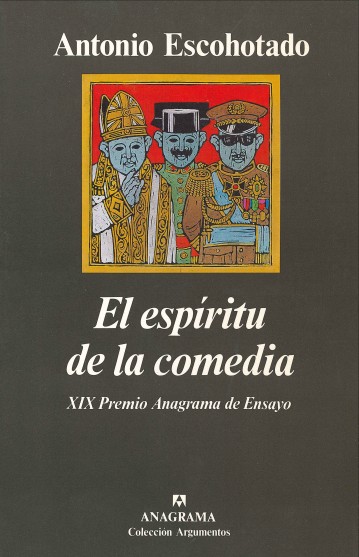 Antonio Escohotado
El espíritu
de la comedia
XIX Premio Anagrama de Ensayo
ANAGRAMA
Colección Argumentos